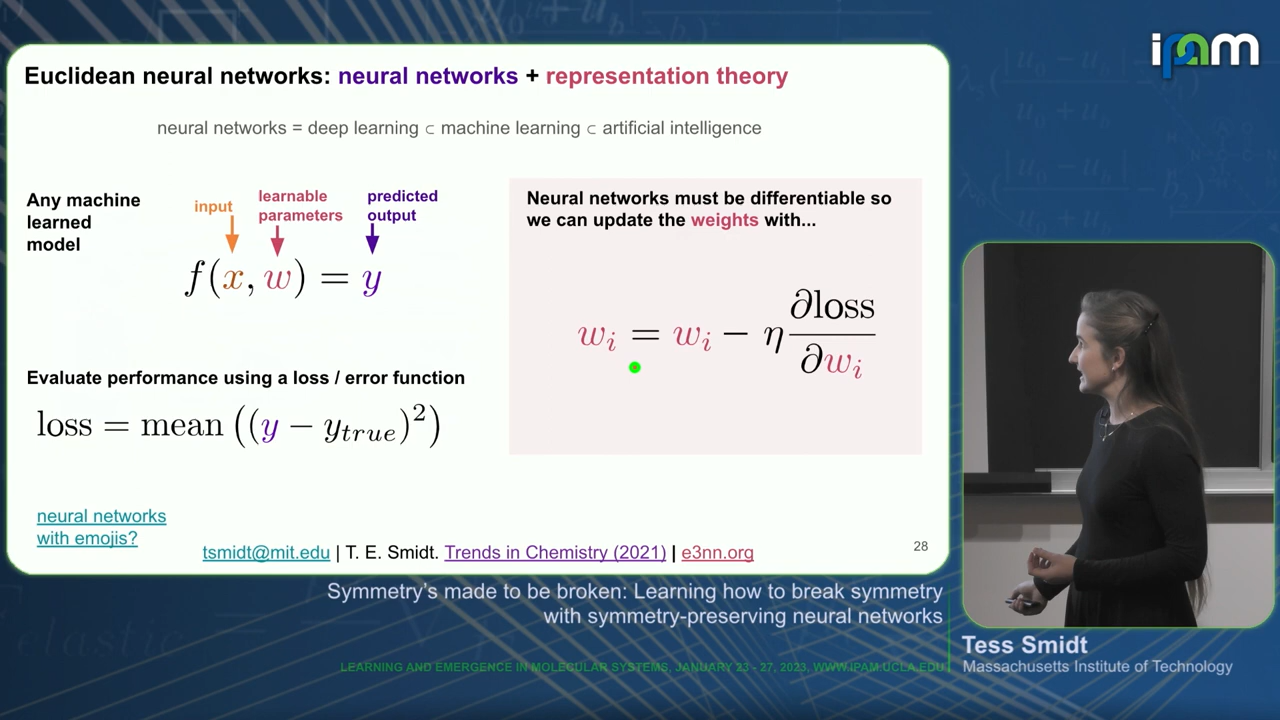 ipam
Euclidean neural networks: neural networks + representation theory
neural networks = deep learning ⊂ machine learning ⊂ artificial intelligence
Any machine
learned
model
input
learnable
parameters
predicted
output
f(x, w) = y
Evaluate performance using a loss / error function
loss = mean ((y − y_{true})^2)
Neural networks must be differentiable so
we can update the weights with...
w_i = w_i − η ∂loss/∂w_i
neural networks
with emojis?
tsmidt@mit.edu | T. E. Smidt. Trends in Chemistry (2021) | e3nn.org
28
Symmetry's made to be broken: Learning how to break symmetry
with symmetry-preserving neural networks
LEARNING AND EMERGENCE IN MOLECULAR SYSTEMS, JANUARY 23 - 27, 2023, WWW.IPAM.UCLA.EDU
Tess Smidt
Massachusetts Institute of Technology
elastic